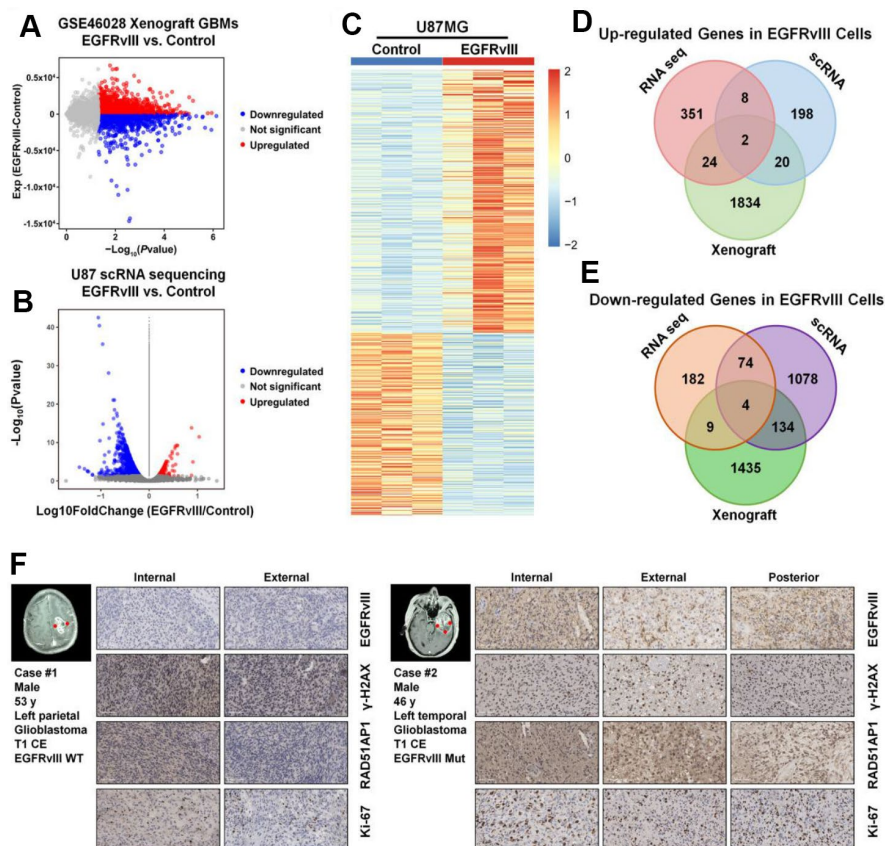 A
GSE46028 Xenograft GBMs
EGFRvIII vs. Control
Exp (EGFRvIII-Control)
0.5x10⁴
0
-0.5x10⁴
-1.0x10⁴
-1.5x10⁴
0 2 4 6
−Log₁₀(Pvalue)
Downregulated
Not significant
Upregulated
B
U87 scRNA sequencing
EGFRvIII vs. Control
-Log₁₀(Pvalue)
40
30
20
10
0
−1 0 1
Log10FoldChange (EGFRvIII/Control)
Downregulated
Not significant
Upregulated
C
U87MG
Control EGFRvIII
2
1
0
−1
−2
D
Up-regulated Genes in EGFRvIII Cells
RNA seq
scRNA
351
8
198
2
24
20
1834
Xenograft
E
Down-regulated Genes in EGFRvIII Cells
RNA seq
scRNA
182
74
1078
4
9
134
1435
Xenograft
F
Internal External
Case #1
Male
53 y
Left parietal
Glioblastoma
T1 CE
EGFRvIII WT
EGFRvIII
γ-H2AX
RAD51AP1
Ki-67
Internal External Posterior
Case #2
Male
46 y
Left temporal
Glioblastoma
T1 CE
EGFRvIII Mut
EGFRvIII
γ-H2AX
RAD51AP1
Ki-67